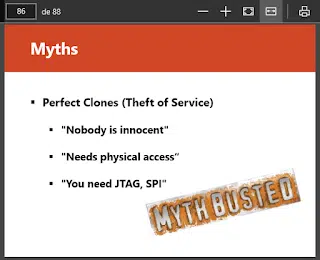 86 de 88
Myths
Perfect Clones (Theft of Service)
"Nobody is innocent"
"Needs physical access"
"You need JTAG, SPI"
MYTH BUSTED